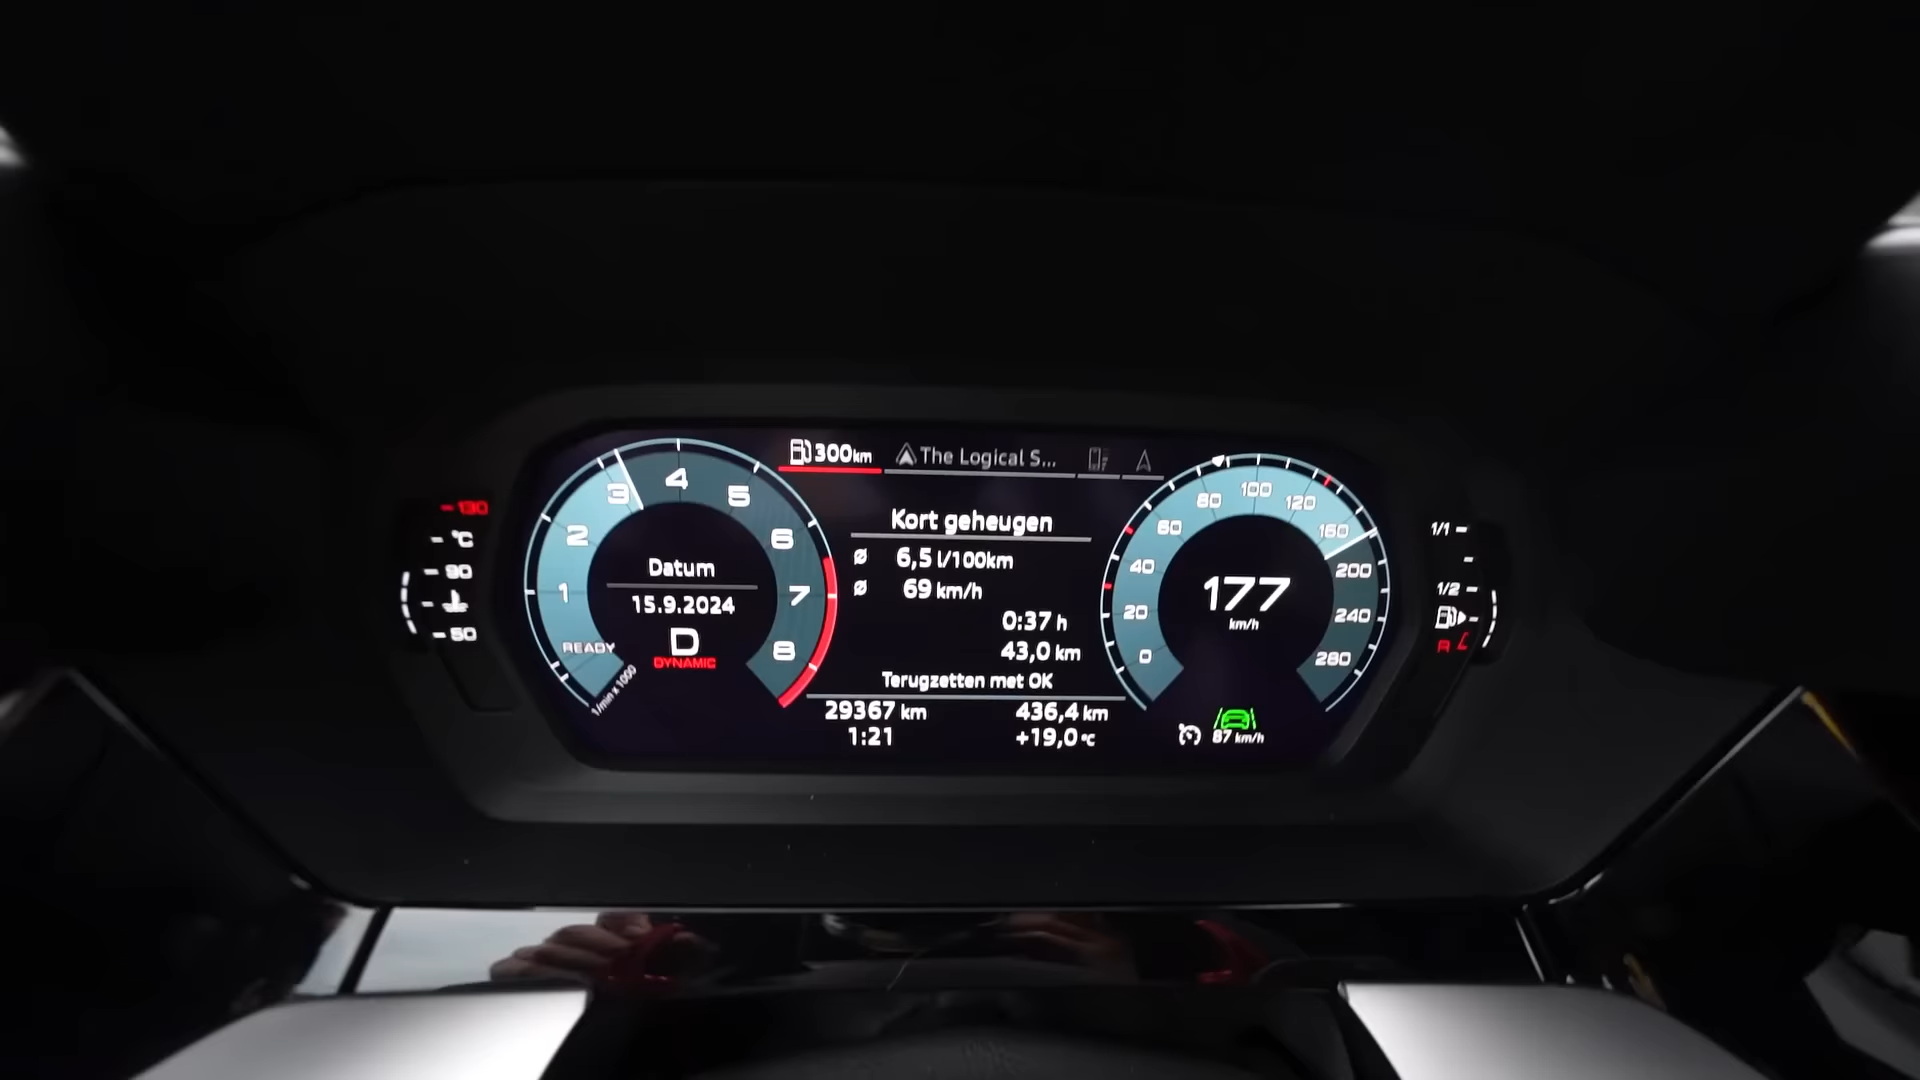 300km
The Logical S...
130
°C
90
50
1
2
3
4
5
6
7
8
READY
1/min x 1000
Datum
15.9.2024
D
DYNAMIC
Kort geheugen
ø 6,5 l/100km
ø 69 km/h
0:37 h
43,0 km
Terugzetten met OK
29367 km 436,4 km
1:21 +19,0 °C
0
20
40
60
80
100
120
160
200
240
280
177
km/h
87 km/h
1/1
1/2
R